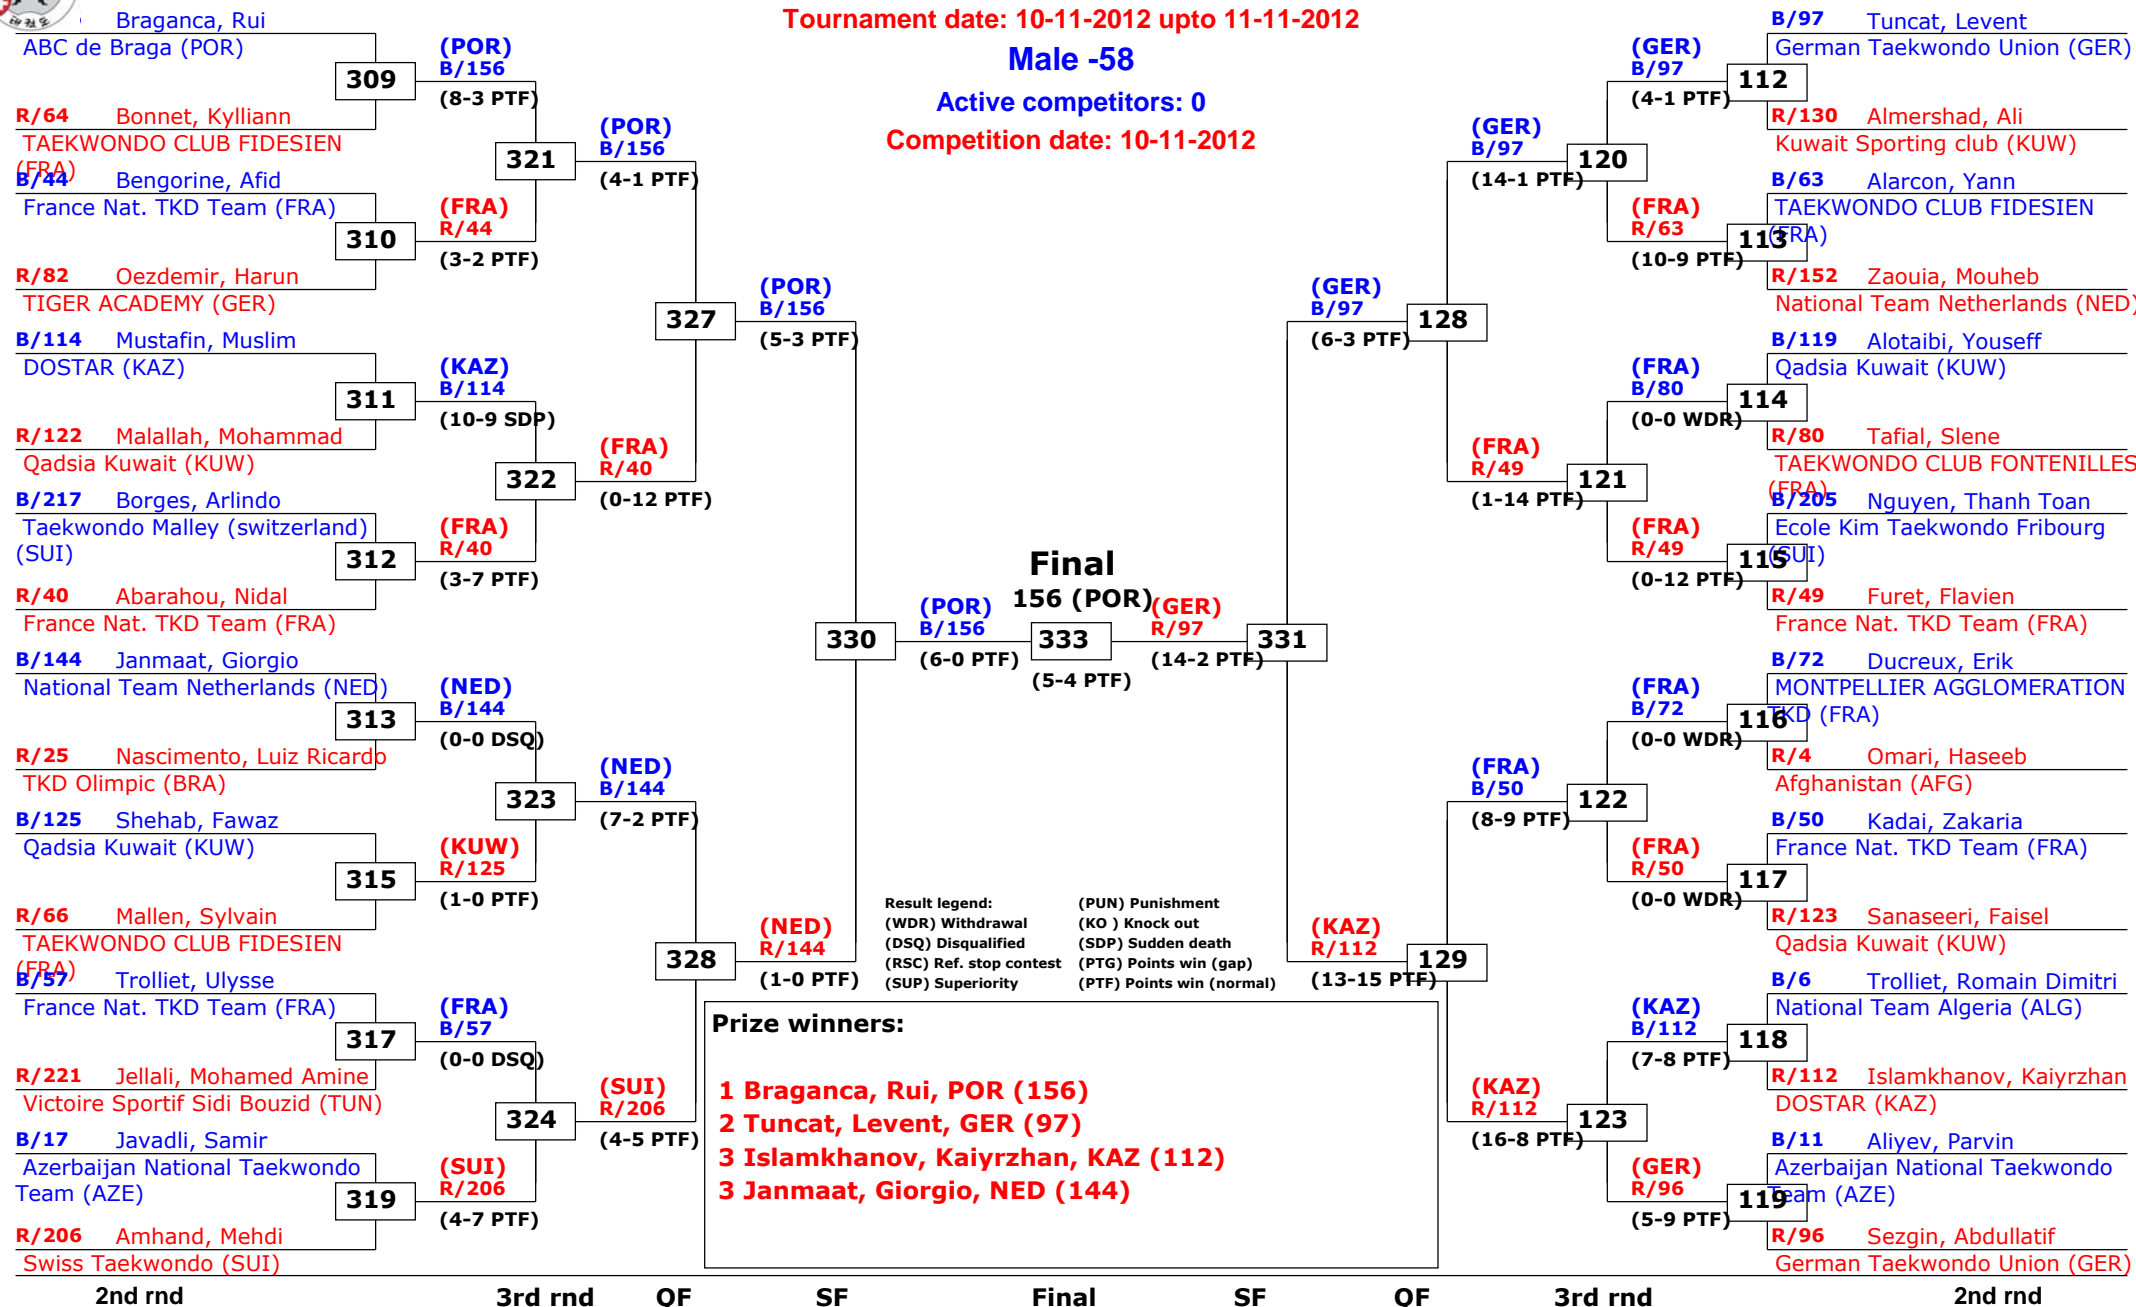 Tournament date: 10-11-2012 upto 11-11-2012
Male -58
Active competitors: 0
Competition date: 10-11-2012
Braganca, Rui
ABC de Braga (POR)
309
R/64 Bonnet, Kylliann
TAEKWONDO CLUB FIDESIEN
(FRA)
B/44 Bengorine, Afid
France Nat. TKD Team (FRA)
310
R/82 Oezdemir, Harun
TIGER ACADEMY (GER)
B/114 Mustafin, Muslim
DOSTAR (KAZ)
311
R/122 Malallah, Mohammad
Qadsia Kuwait (KUW)
B/217 Borges, Arlindo
Taekwondo Malley (switzerland)
(SUI)
312
R/40 Abarahou, Nidal
France Nat. TKD Team (FRA)
B/144 Janmaat, Giorgio
National Team Netherlands (NED)
313
R/25 Nascimento, Luiz Ricardo
TKD Olimpic (BRA)
B/125 Shehab, Fawaz
Qadsia Kuwait (KUW)
315
R/66 Mallen, Sylvain
TAEKWONDO CLUB FIDESIEN
(FRA)
B/57 Trolliet, Ulysse
France Nat. TKD Team (FRA)
317
R/221 Jellali, Mohamed Amine
Victoire Sportif Sidi Bouzid (TUN)
B/17 Javadli, Samir
Azerbaijan National Taekwondo
Team (AZE)
319
R/206 Amhand, Mehdi
Swiss Taekwondo (SUI)
(POR)
B/156
(8-3 PTF)
321
(FRA)
R/44
(3-2 PTF)
(KAZ)
B/114
(10-9 SDP)
322
(FRA)
R/40
(3-7 PTF)
(NED)
B/144
(0-0 DSQ)
323
(KUW)
R/125
(1-0 PTF)
(FRA)
B/57
(0-0 DSQ)
324
(SUI)
R/206
(4-7 PTF)
(POR)
B/156
(4-1 PTF)
327
(FRA)
R/40
(0-12 PTF)
(NED)
B/144
(7-2 PTF)
328
(SUI)
R/206
(4-5 PTF)
(POR)
B/156
(5-3 PTF)
330
(NED)
R/144
(1-0 PTF)
Final
156 (POR)
(POR)
B/156
(6-0 PTF)
333
(5-4 PTF)
(GER)
R/97
(14-2 PTF)
331
(GER)
B/97
(6-3 PTF)
128
(KAZ)
R/112
(13-15 PTF)
129
(GER)
B/97
(14-1 PTF)
120
(FRA)
R/49
(1-14 PTF)
121
(FRA)
B/50
(8-9 PTF)
122
(KAZ)
R/112
(16-8 PTF)
123
(GER)
B/97
(4-1 PTF)
(FRA)
R/63
(10-9 PTF)
(FRA)
B/80
(0-0 WDR)
(FRA)
R/49
(0-12 PTF)
(FRA)
B/72
(0-0 WDR)
(FRA)
R/50
(0-0 WDR)
(KAZ)
B/112
(7-8 PTF)
(GER)
R/96
(5-9 PTF)
B/97 Tuncat, Levent
German Taekwondo Union (GER)
112
R/130 Almershad, Ali
Kuwait Sporting club (KUW)
B/63 Alarcon, Yann
TAEKWONDO CLUB FIDESIEN
(FRA)
113
R/152 Zaouia, Mouheb
National Team Netherlands (NED)
B/119 Alotaibi, Youseff
Qadsia Kuwait (KUW)
114
R/80 Tafial, Slene
TAEKWONDO CLUB FONTENILLES
(FRA)
B/205 Nguyen, Thanh Toan
Ecole Kim Taekwondo Fribourg
(SUI)
115
R/49 Furet, Flavien
France Nat. TKD Team (FRA)
B/72 Ducreux, Erik
MONTPELLIER AGGLOMERATION
TKD (FRA)
116
R/4 Omari, Haseeb
Afghanistan (AFG)
B/50 Kadai, Zakaria
France Nat. TKD Team (FRA)
117
R/123 Sanaseeri, Faisel
Qadsia Kuwait (KUW)
B/6 Trolliet, Romain Dimitri
National Team Algeria (ALG)
118
R/112 Islamkhanov, Kaiyrzhan
DOSTAR (KAZ)
B/11 Aliyev, Parvin
Azerbaijan National Taekwondo
Team (AZE)
119
R/96 Sezgin, Abdullatif
German Taekwondo Union (GER)
Result legend: (PUN) Punishment
(WDR) Withdrawal (KO ) Knock out
(DSQ) Disqualified (SDP) Sudden death
(RSC) Ref. stop contest (PTG) Points win (gap)
(SUP) Superiority (PTF) Points win (normal)
Prize winners:
1 Braganca, Rui, POR (156)
2 Tuncat, Levent, GER (97)
3 Islamkhanov, Kaiyrzhan, KAZ (112)
3 Janmaat, Giorgio, NED (144)
2nd rnd 3rd rnd QF SF Final SF QF 3rd rnd 2nd rnd